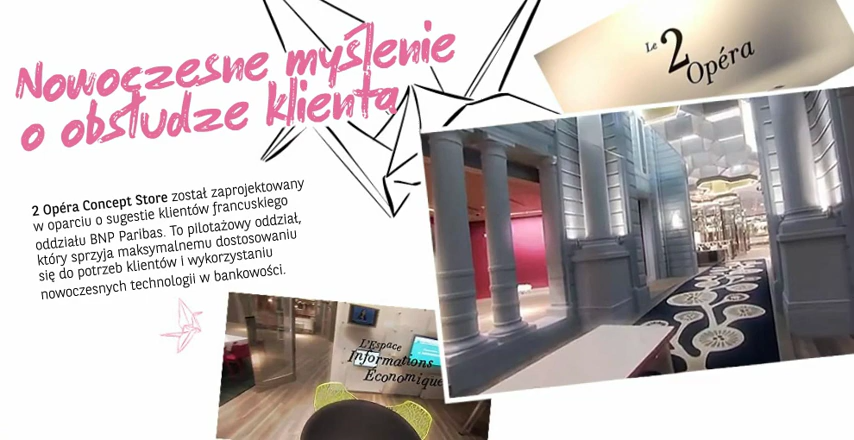 Nowoczesne myślenie
o obsłudze klienta
Le 2
Opéra
2 Opéra Concept Store został zaprojektowany
w oparciu o sugestie klientów francuskiego
oddziału BNP Paribas. To pilotażowy oddział,
który sprzyja maksymalnemu dostosowaniu
się do potrzeb klientów i wykorzystaniu
nowoczesnych technologii w bankowości.
L'Espace
Informations
Économique